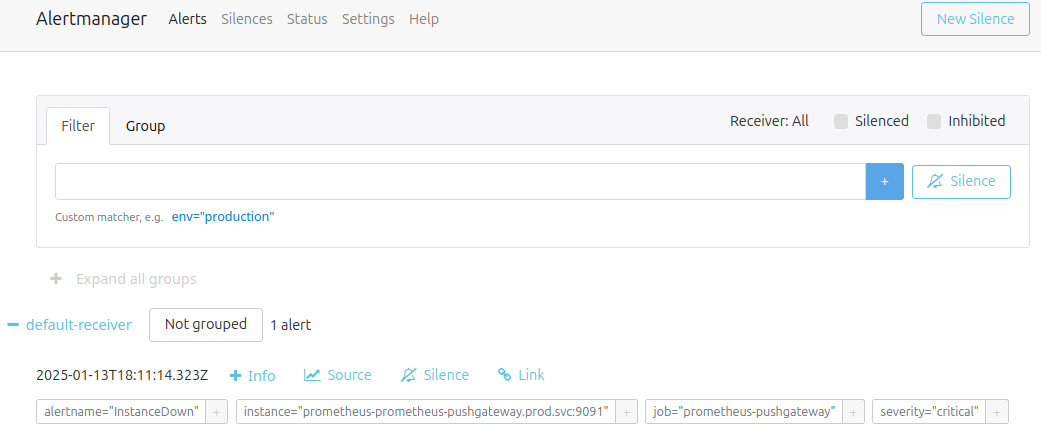 Alertmanager Alerts Silences Status Settings Help New Silence
Filter Group Receiver: All Silenced Inhibited
+ Silence
Custom matcher, e.g. env="production"
+ Expand all groups
− default-receiver Not grouped 1 alert
2025-01-13T18:11:14.323Z + Info Source Silence Link
alertname="InstanceDown" + instance="prometheus-prometheus-pushgateway.prod.svc:9091" + job="prometheus-pushgateway" + severity="critical" +